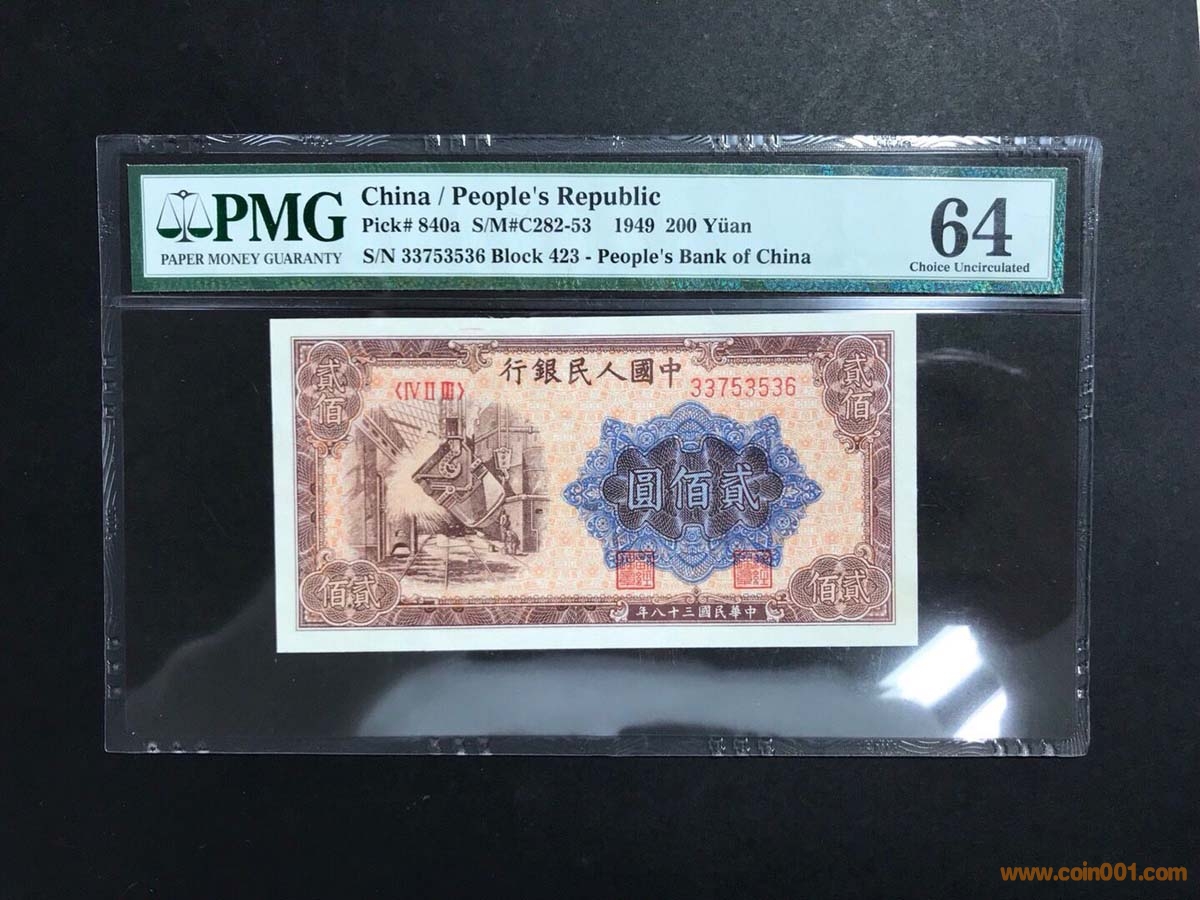 PMG
PAPER MONEY GUARANTY
China / People's Republic
Pick# 840a S/M#C282-53 1949 200 Yüan
S/N 33753536 Block 423 - People's Bank of China
64
Choice Uncirculated
行銀民人國中
〈IV II III〉
33753536
貳佰
貳佰
圓佰貳
佰貳
佰貳
年八十三國民華中
www.coin001.com